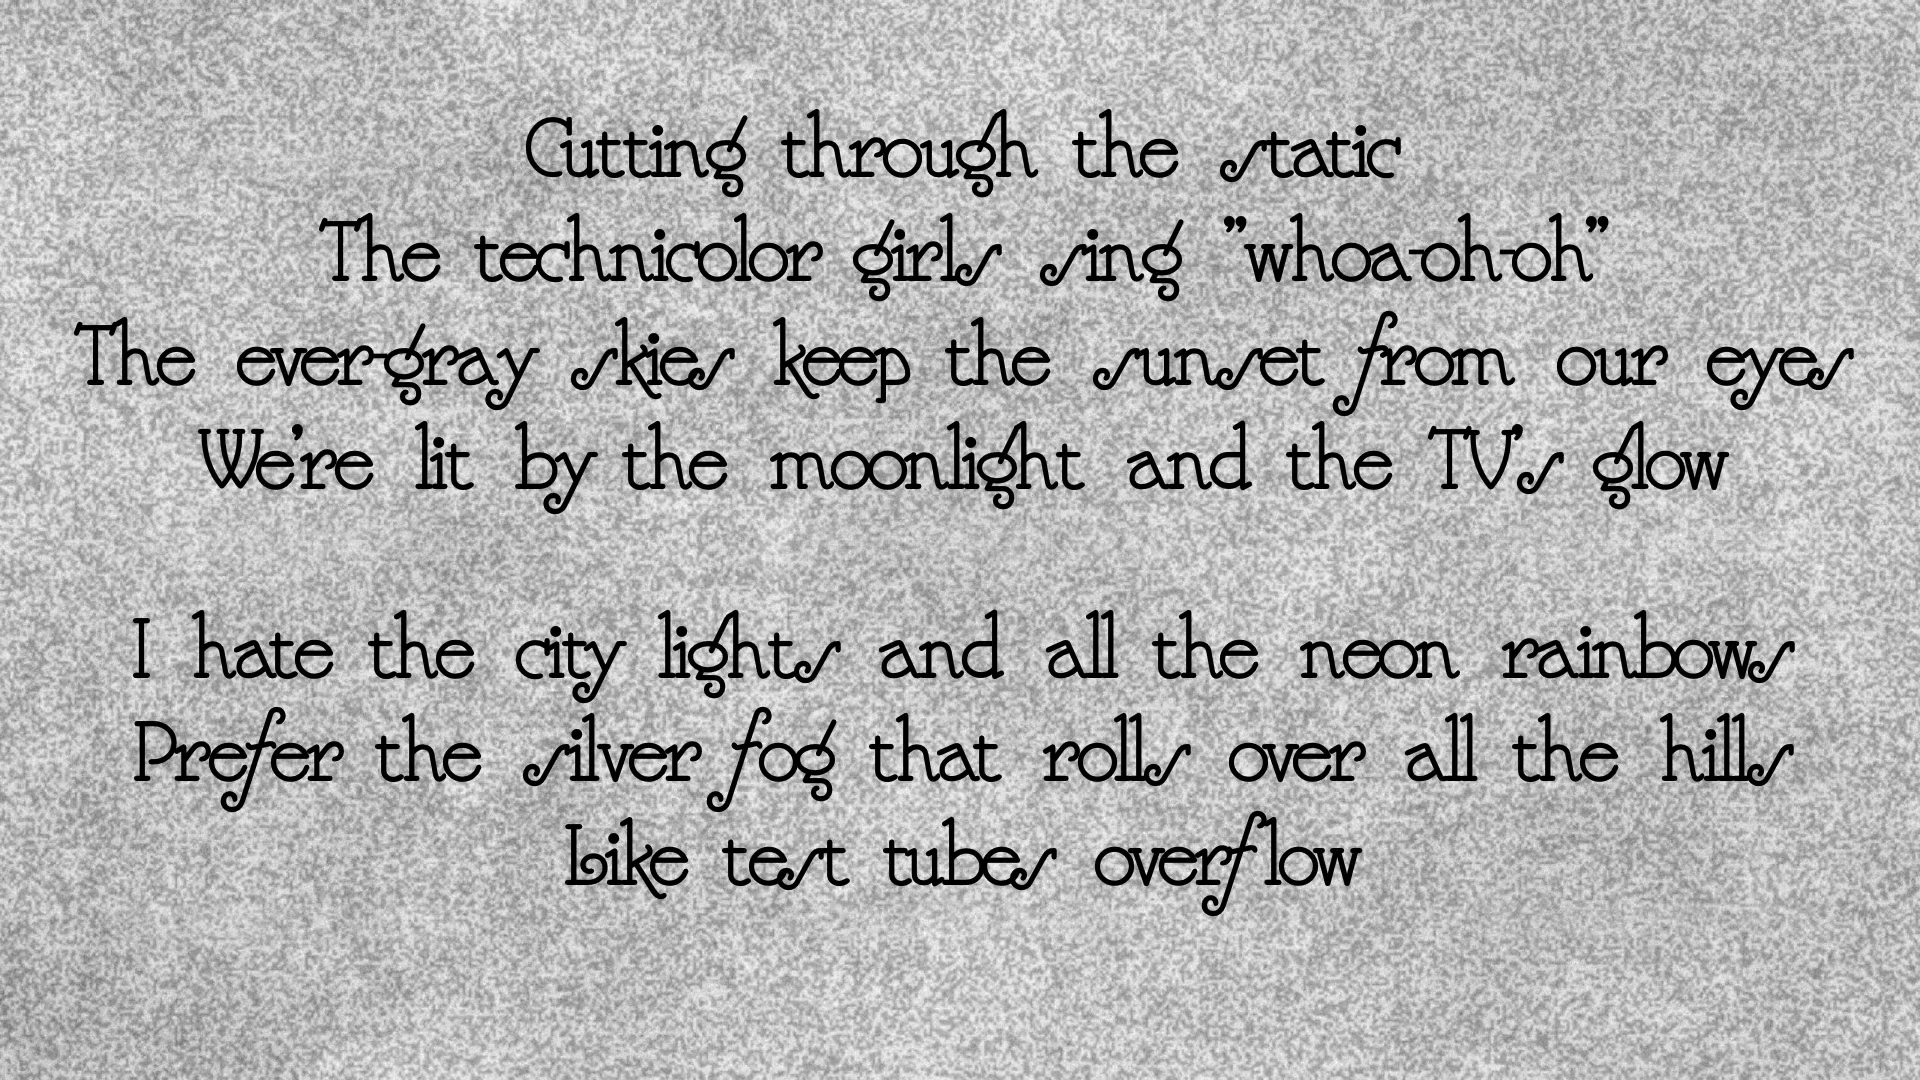 Cutting through the static
The technicolor girls sing "whoa-oh-oh"
The ever-gray skies keep the sunset from our eyes
We're lit by the moonlight and the TV's glow
I hate the city lights and all the neon rainbows
Prefer the silver fog that rolls over all the hills
Like test tubes overflow